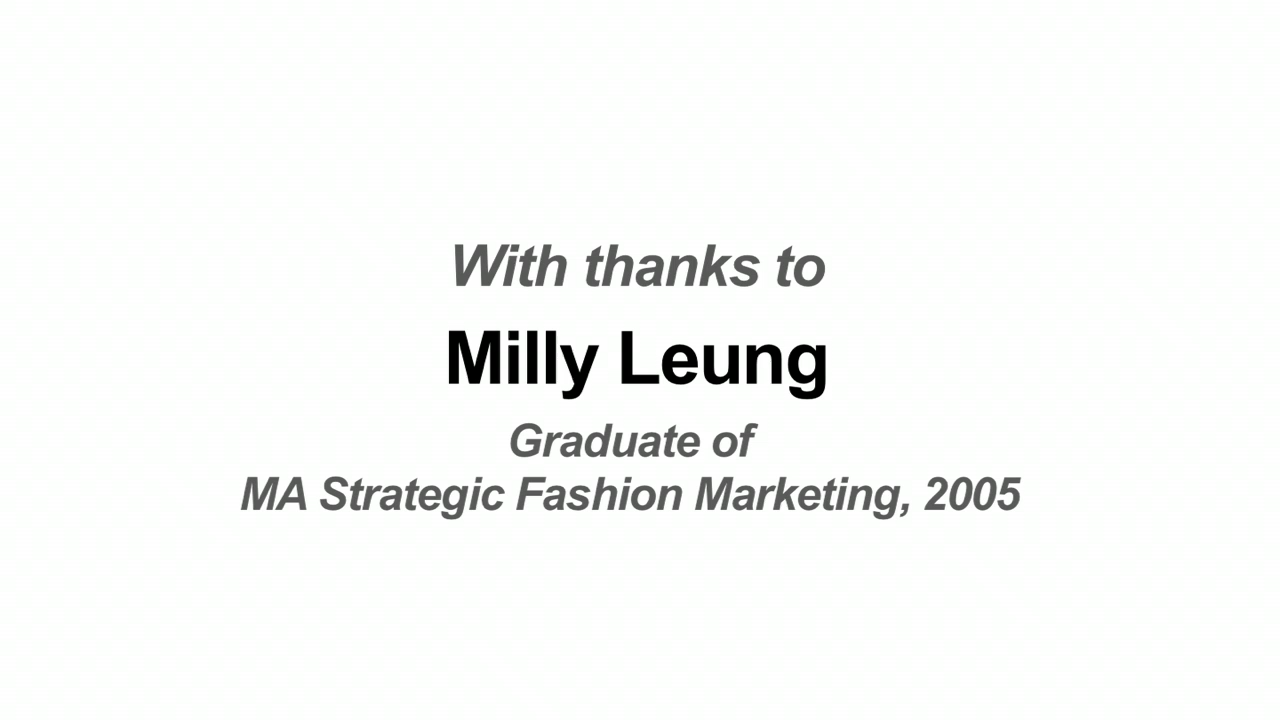 With thanks to
Milly Leung
Graduate of
MA Strategic Fashion Marketing, 2005